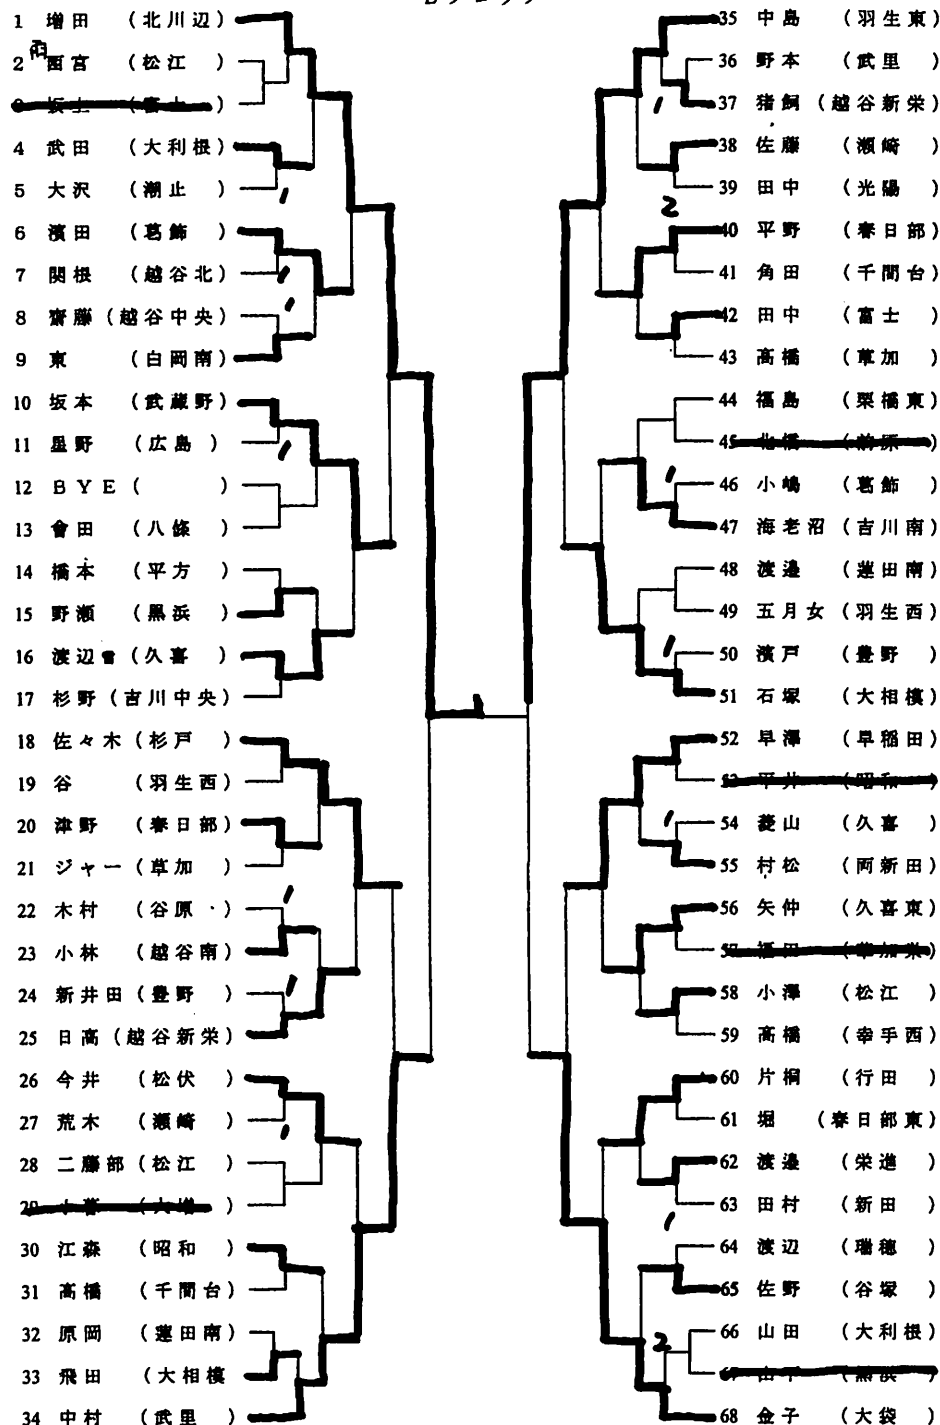 Bブロック
1 増田 （北川辺）
2 西宮 （松江 ）
4 武田 （大利根）
5 大沢 （潮止 ）
6 濱田 （葛飾 ）
7 関根 （越谷北）
8 齋藤（越谷中央）
9 東 （白岡南）
10 坂本 （武蔵野）
11 星野 （広島 ）
12 BYE（ ）
13 會田 （八條 ）
14 橋本 （平方 ）
15 野瀬 （黒浜 ）
16 渡辺雪（久喜 ）
17 杉野（吉川中央）
18 佐々木（杉戸 ）
19 谷 （羽生西）
20 津野 （春日部）
21 ジャー（草加 ）
22 木村 （谷原 ）
23 小林 （越谷南）
24 新井田（豊野 ）
25 日高（越谷新栄）
26 今井 （松伏 ）
27 荒木 （瀬崎 ）
28 二藤部（松江 ）
29
30 江森 （昭和 ）
31 高橋 （千間台）
32 原岡 （蓮田南）
33 飛田 （大相模
34 中村 （武里 ）
35 中島 （羽生東）
36 野本 （武里 ）
37 猪飼（越谷新栄）
38 佐藤 （瀬崎 ）
39 田中 （光陽 ）
40 平野 （春日部）
41 角田 （千間台）
42 田中 （富士 ）
43 高橋 （草加 ）
44 福島 （栗橋東）
45
46 小嶋 （葛飾 ）
47 海老沼（吉川南）
48 渡邉 （蓮田南）
49 五月女（羽生西）
50 濱戸 （豊野 ）
51 石塚 （大相模）
52 早澤 （早稲田）
54 菱山 （久喜 ）
55 村松 （両新田）
56 矢仲 （久喜東）
58 小澤 （松江 ）
59 高橋 （幸手西）
60 片桐 （行田 ）
61 堀 （春日部東）
62 渡邉 （栄進 ）
63 田村 （新田 ）
64 渡辺 （瑞穂 ）
65 佐野 （谷塚 ）
66 山田 （大利根）
68 金子 （大袋 ）